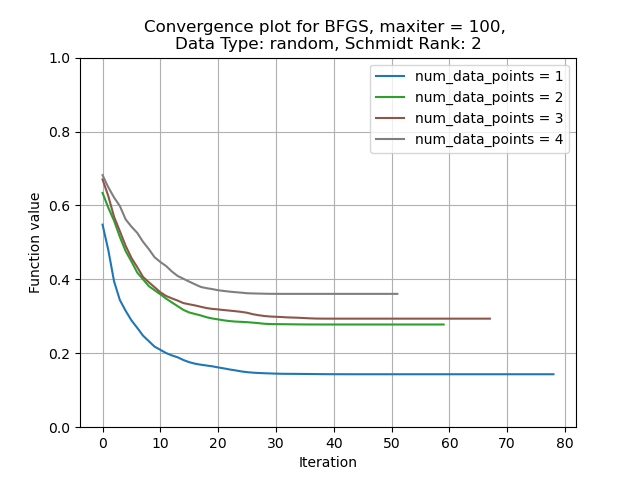 Convergence plot for BFGS, maxiter = 100,
Data Type: random, Schmidt Rank: 2
num_data_points = 1
num_data_points = 2
num_data_points = 3
num_data_points = 4
Function value
1.0
0.8
0.6
0.4
0.2
0.0
0 10 20 30 40 50 60 70 80
Iteration